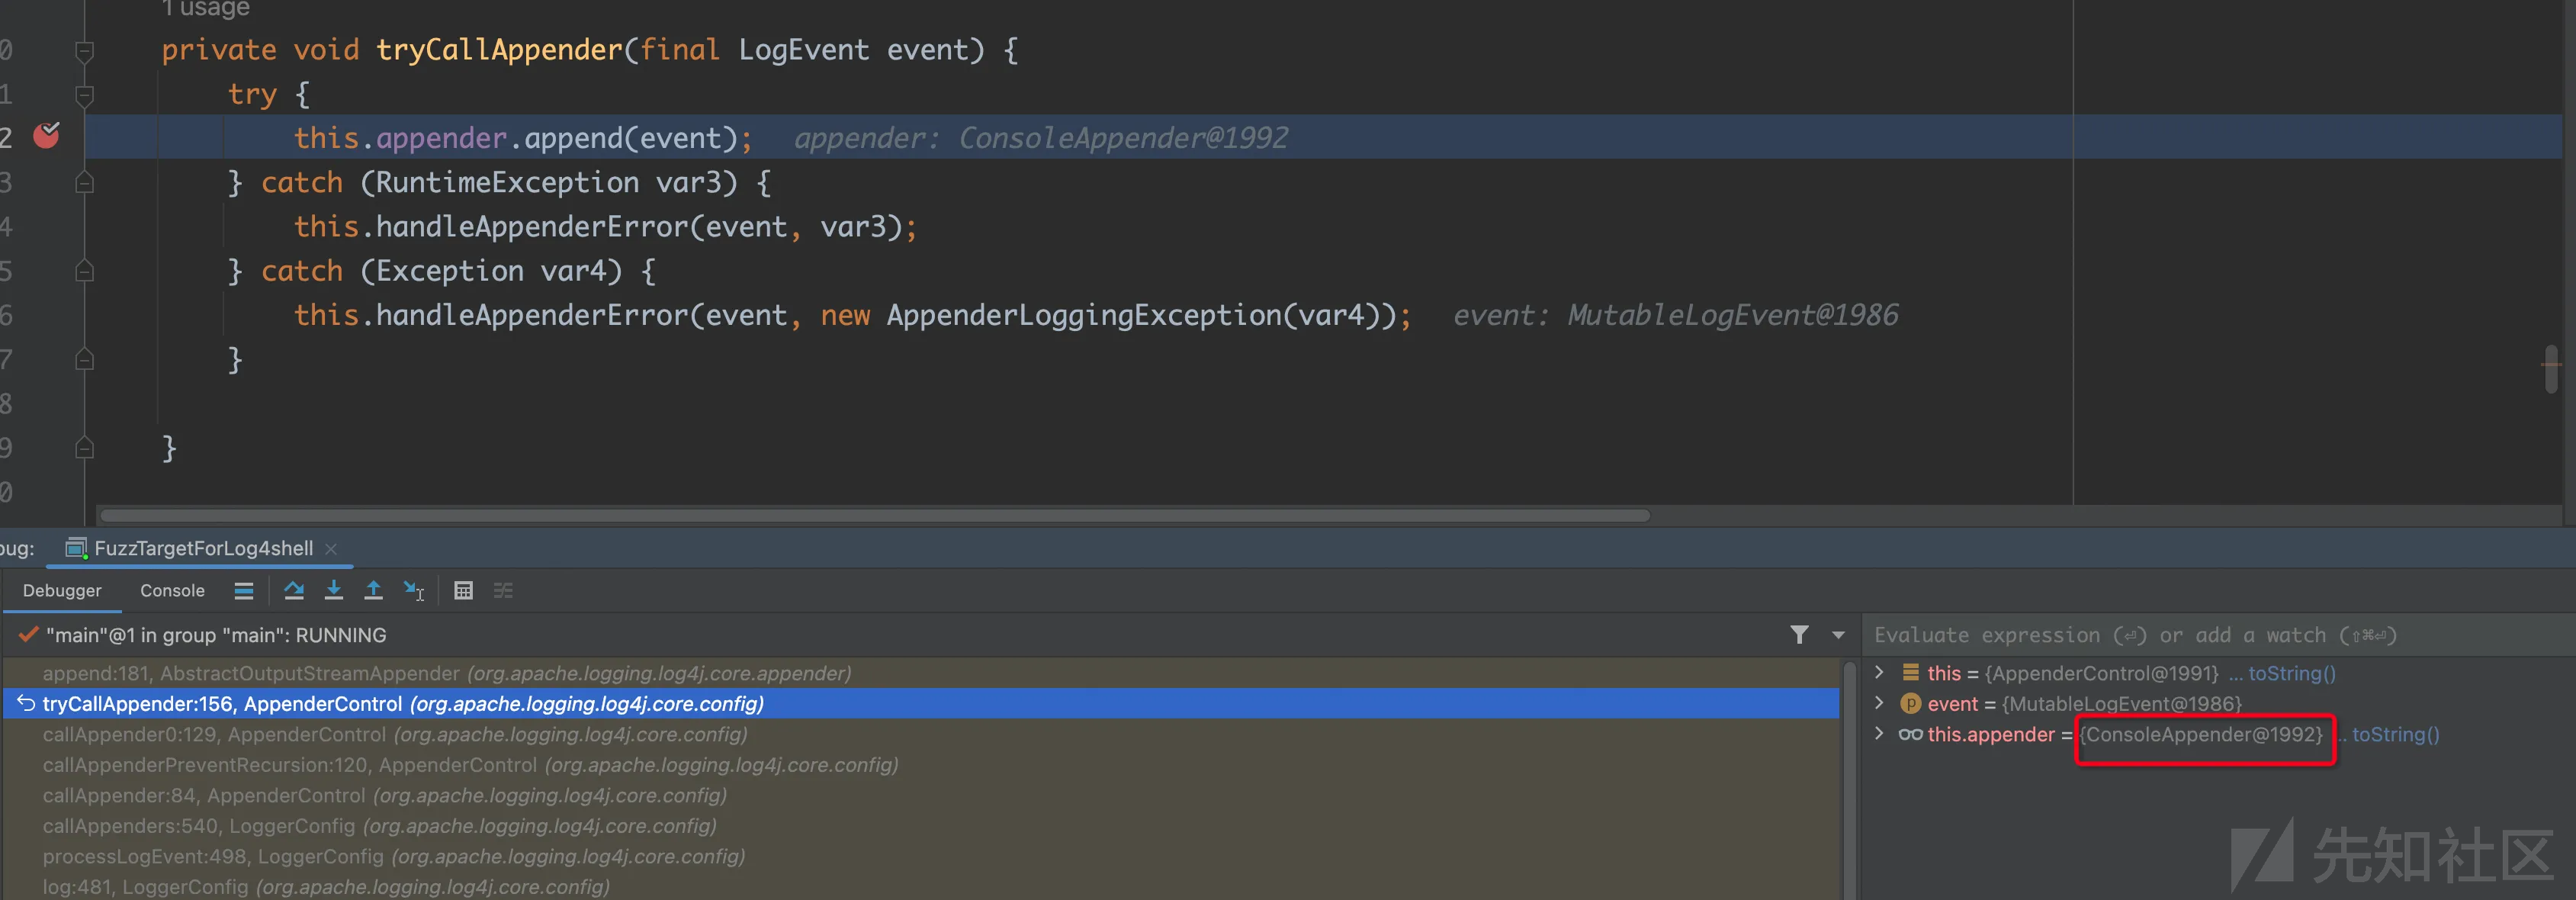 1 usage
0 private void tryCallAppender(final LogEvent event) {
1 try {
2 this.appender.append(event); appender: ConsoleAppender@1992
3 } catch (RuntimeException var3) {
4 this.handleAppenderError(event, var3);
5 } catch (Exception var4) {
6 this.handleAppenderError(event, new AppenderLoggingException(var4)); event: MutableLogEvent@1986
7 }
8
9 }
0
bug: FuzzTargetForLog4shell
Debugger Console
"main"@1 in group "main": RUNNING
append:181, AbstractOutputStreamAppender (org.apache.logging.log4j.core.appender)
tryCallAppender:156, AppenderControl (org.apache.logging.log4j.core.config)
callAppender0:129, AppenderControl (org.apache.logging.log4j.core.config)
callAppenderPreventRecursion:120, AppenderControl (org.apache.logging.log4j.core.config)
callAppender:84, AppenderControl (org.apache.logging.log4j.core.config)
callAppenders:540, LoggerConfig (org.apache.logging.log4j.core.config)
processLogEvent:498, LoggerConfig (org.apache.logging.log4j.core.config)
log:481, LoggerConfig (org.apache.logging.log4j.core.config)
Evaluate expression (⏎) or add a watch (⇧⌘⏎)
this = {AppenderControl@1991} ... toString()
p event = {MutableLogEvent@1986}
this.appender = {ConsoleAppender@1992} .. toString()
先知社区